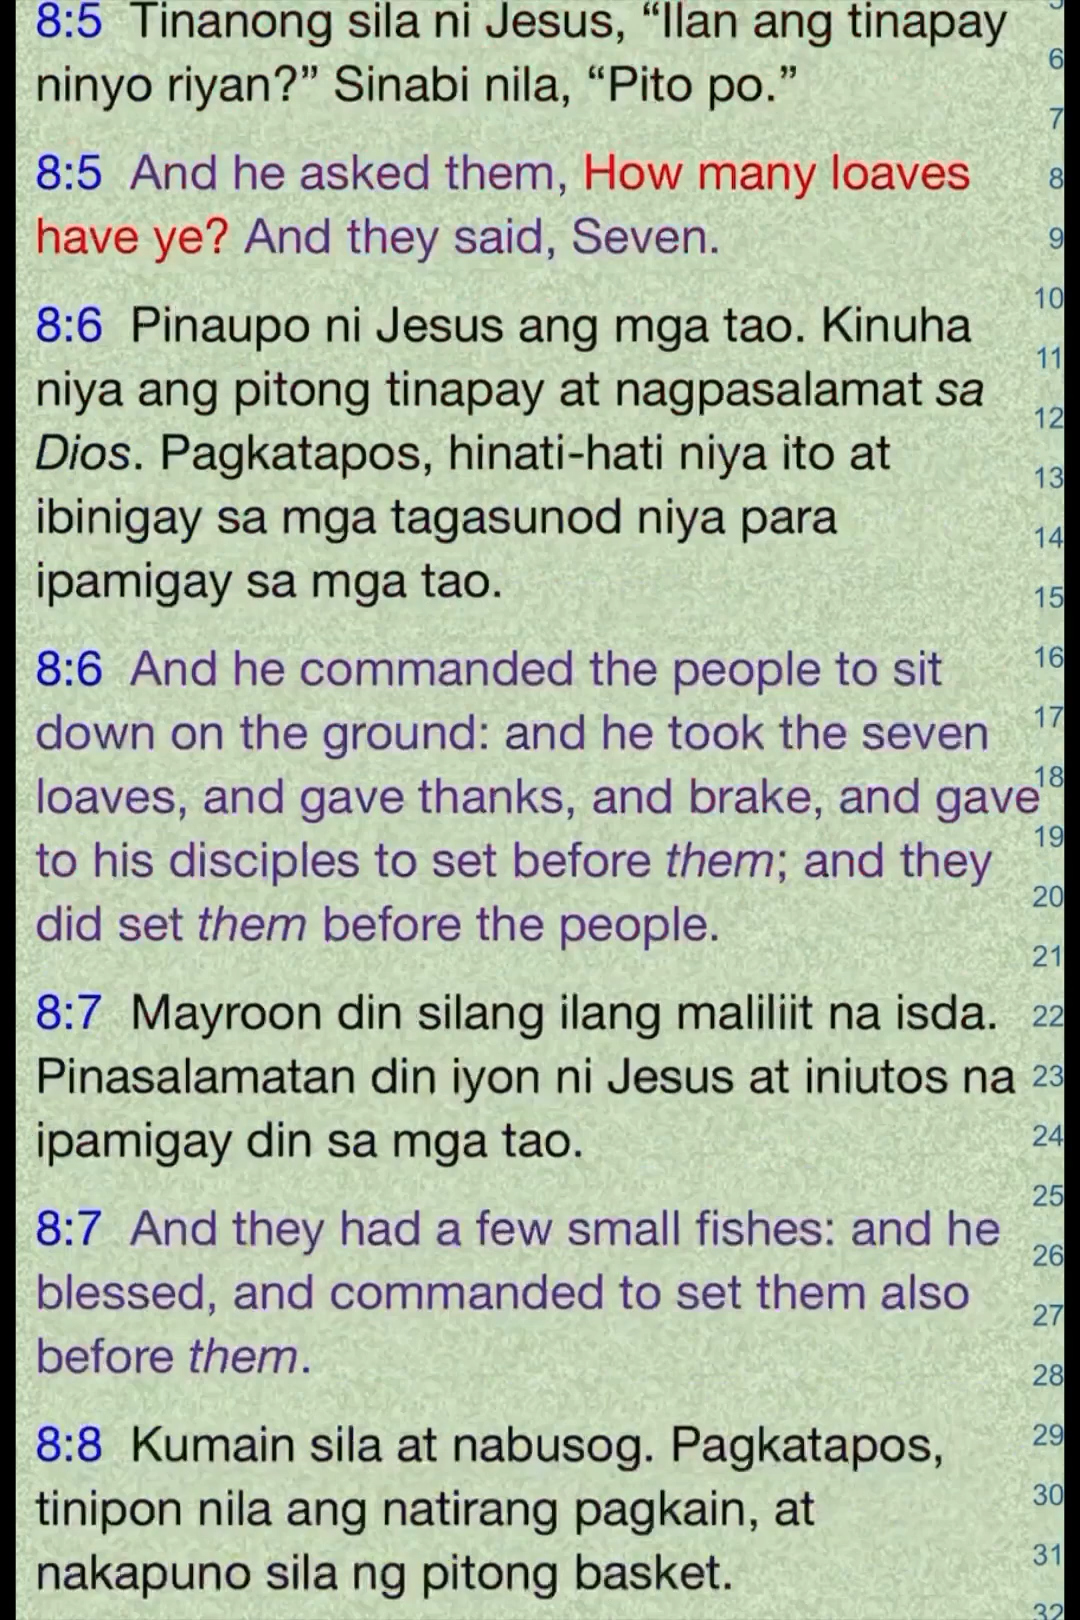 8:5 Tinanong sila ni Jesus, “Ilan ang tinapay
ninyo riyan?” Sinabi nila, “Pito po.”
8:5 And he asked them, How many loaves
have ye? And they said, Seven.
8:6 Pinaupo ni Jesus ang mga tao. Kinuha
niya ang pitong tinapay at nagpasalamat sa
Dios. Pagkatapos, hinati-hati niya ito at
ibinigay sa mga tagasunod niya para
ipamigay sa mga tao.
8:6 And he commanded the people to sit
down on the ground: and he took the seven
loaves, and gave thanks, and brake, and gave
to his disciples to set before them; and they
did set them before the people.
8:7 Mayroon din silang ilang maliliit na isda.
Pinasalamatan din iyon ni Jesus at iniutos na
ipamigay din sa mga tao.
8:7 And they had a few small fishes: and he
blessed, and commanded to set them also
before them.
8:8 Kumain sila at nabusog. Pagkatapos,
tinipon nila ang natirang pagkain, at
nakapuno sila ng pitong basket.
6
7
8
9
10
11
12
13
14
15
16
17
18
19
20
21
22
23
24
25
26
27
28
29
30
31
32